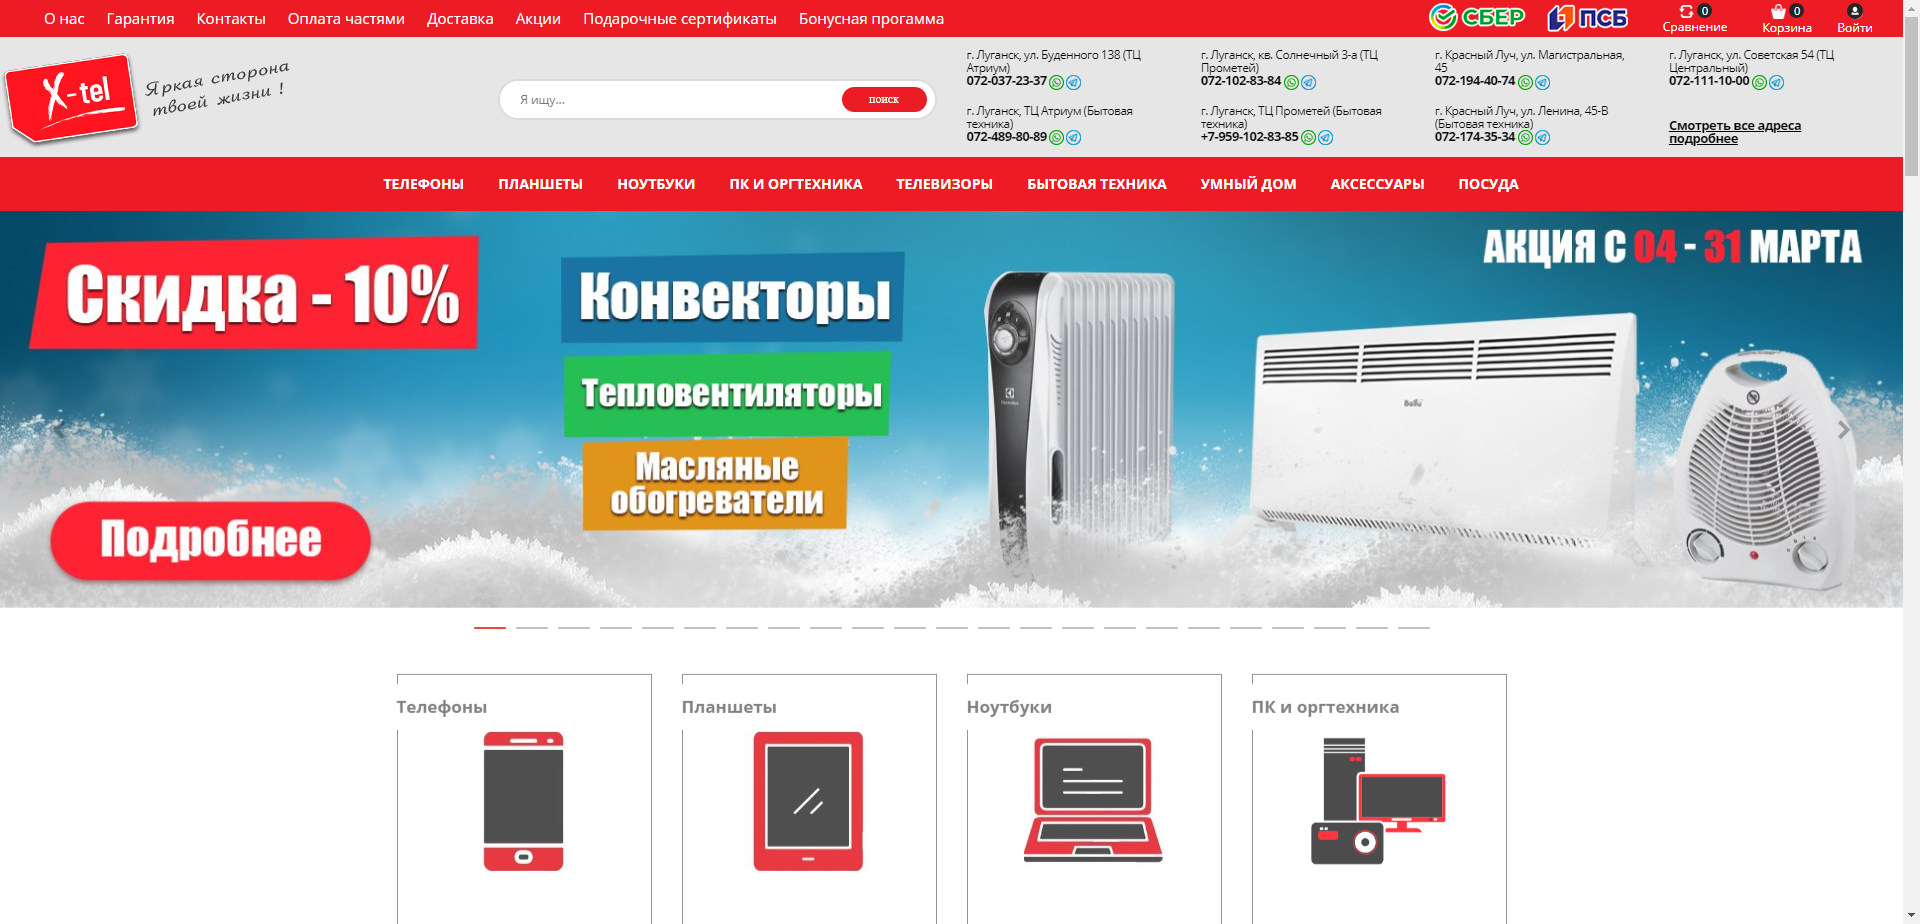 О нас Гарантия Контакты Оплата частями Доставка Акции Подарочные сертификаты Бонусная прогамма
СБЕР ПСБ
0 0
Сравнение Корзина Войти
X-tel
Яркая сторона
твоей жизни !
Я ищу...
поиск
г. Луганск, ул. Буденного 138 (ТЦ
Атриум)
072-037-23-37
г. Луганск, кв. Солнечный 3-а (ТЦ
Прометей)
072-102-83-84
г. Красный Луч, ул. Магистральная,
45
072-194-40-74
г. Луганск, ул. Советская 54 (ТЦ
Центральный)
072-111-10-00
г. Луганск, ТЦ Атриум (Бытовая
техника)
072-489-80-89
г. Луганск, ТЦ Прометей (Бытовая
техника)
+7-959-102-83-85
г. Красный Луч, ул. Ленина, 45-В
(Бытовая техника)
072-174-35-34
Смотреть все адреса
подробнее
ТЕЛЕФОНЫ ПЛАНШЕТЫ НОУТБУКИ ПК И ОРГТЕХНИКА ТЕЛЕВИЗОРЫ БЫТОВАЯ ТЕХНИКА УМНЫЙ ДОМ АКСЕССУАРЫ ПОСУДА
АКЦИЯ С 04 - 31 МАРТА
Скидка - 10%
Конвекторы
Тепловентиляторы
Масляные
обогреватели
Подробнее
Electrolux
Ballu
Телефоны
Планшеты
Ноутбуки
ПК и оргтехника